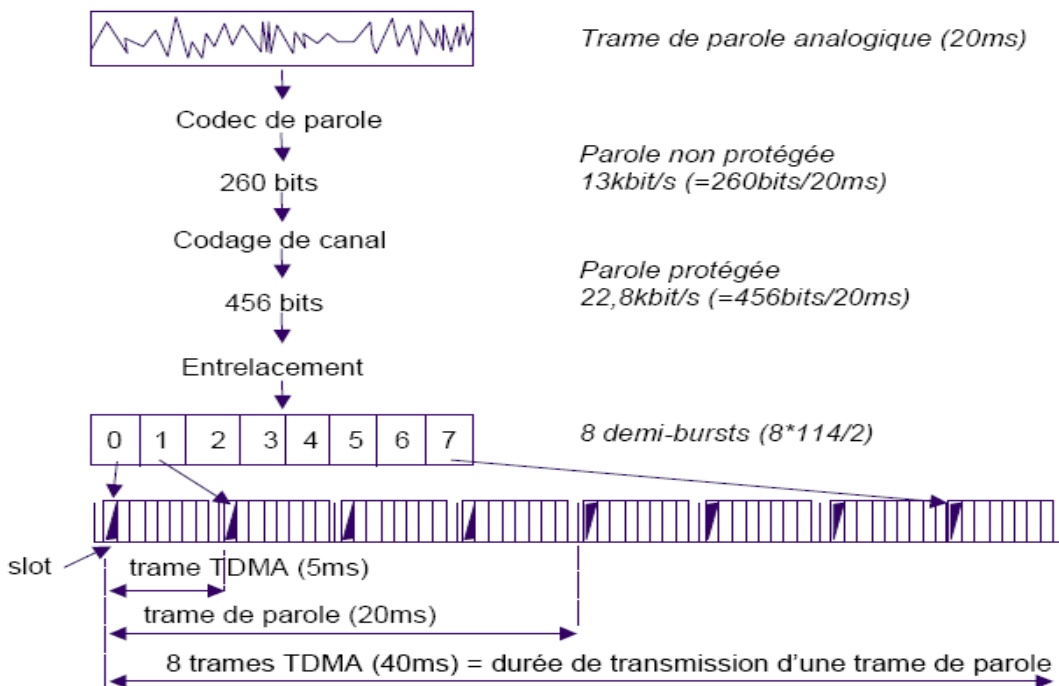 Trame de parole analogique (20ms)
Codec de parole
Parole non protégée
260 bits
13kbit/s (=260bits/20ms)
Codage de canal
Parole protégée
456 bits
22,8kbit/s (=456bits/20ms)
Entrelacement
0 1 2 3 4 5 6 7
8 demi-bursts (8*114/2)
slot
trame TDMA (5ms)
trame de parole (20ms)
8 trames TDMA (40ms) = durée de transmission d'une trame de parole